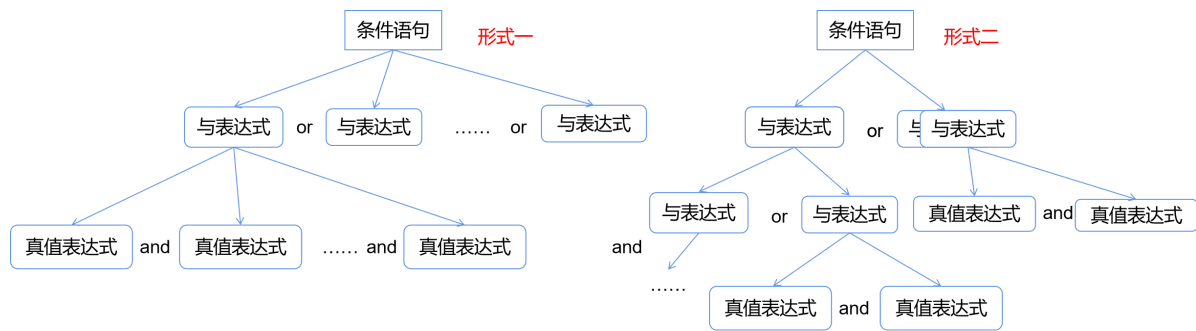 条件语句 形式一
与表达式 or 与表达式 …… or 与表达式
真值表达式 and 真值表达式 …… and 真值表达式
条件语句 形式二
与表达式 or 与表达式
与表达式 or 与表达式 真值表达式 and 真值表达式
and
……
真值表达式 and 真值表达式